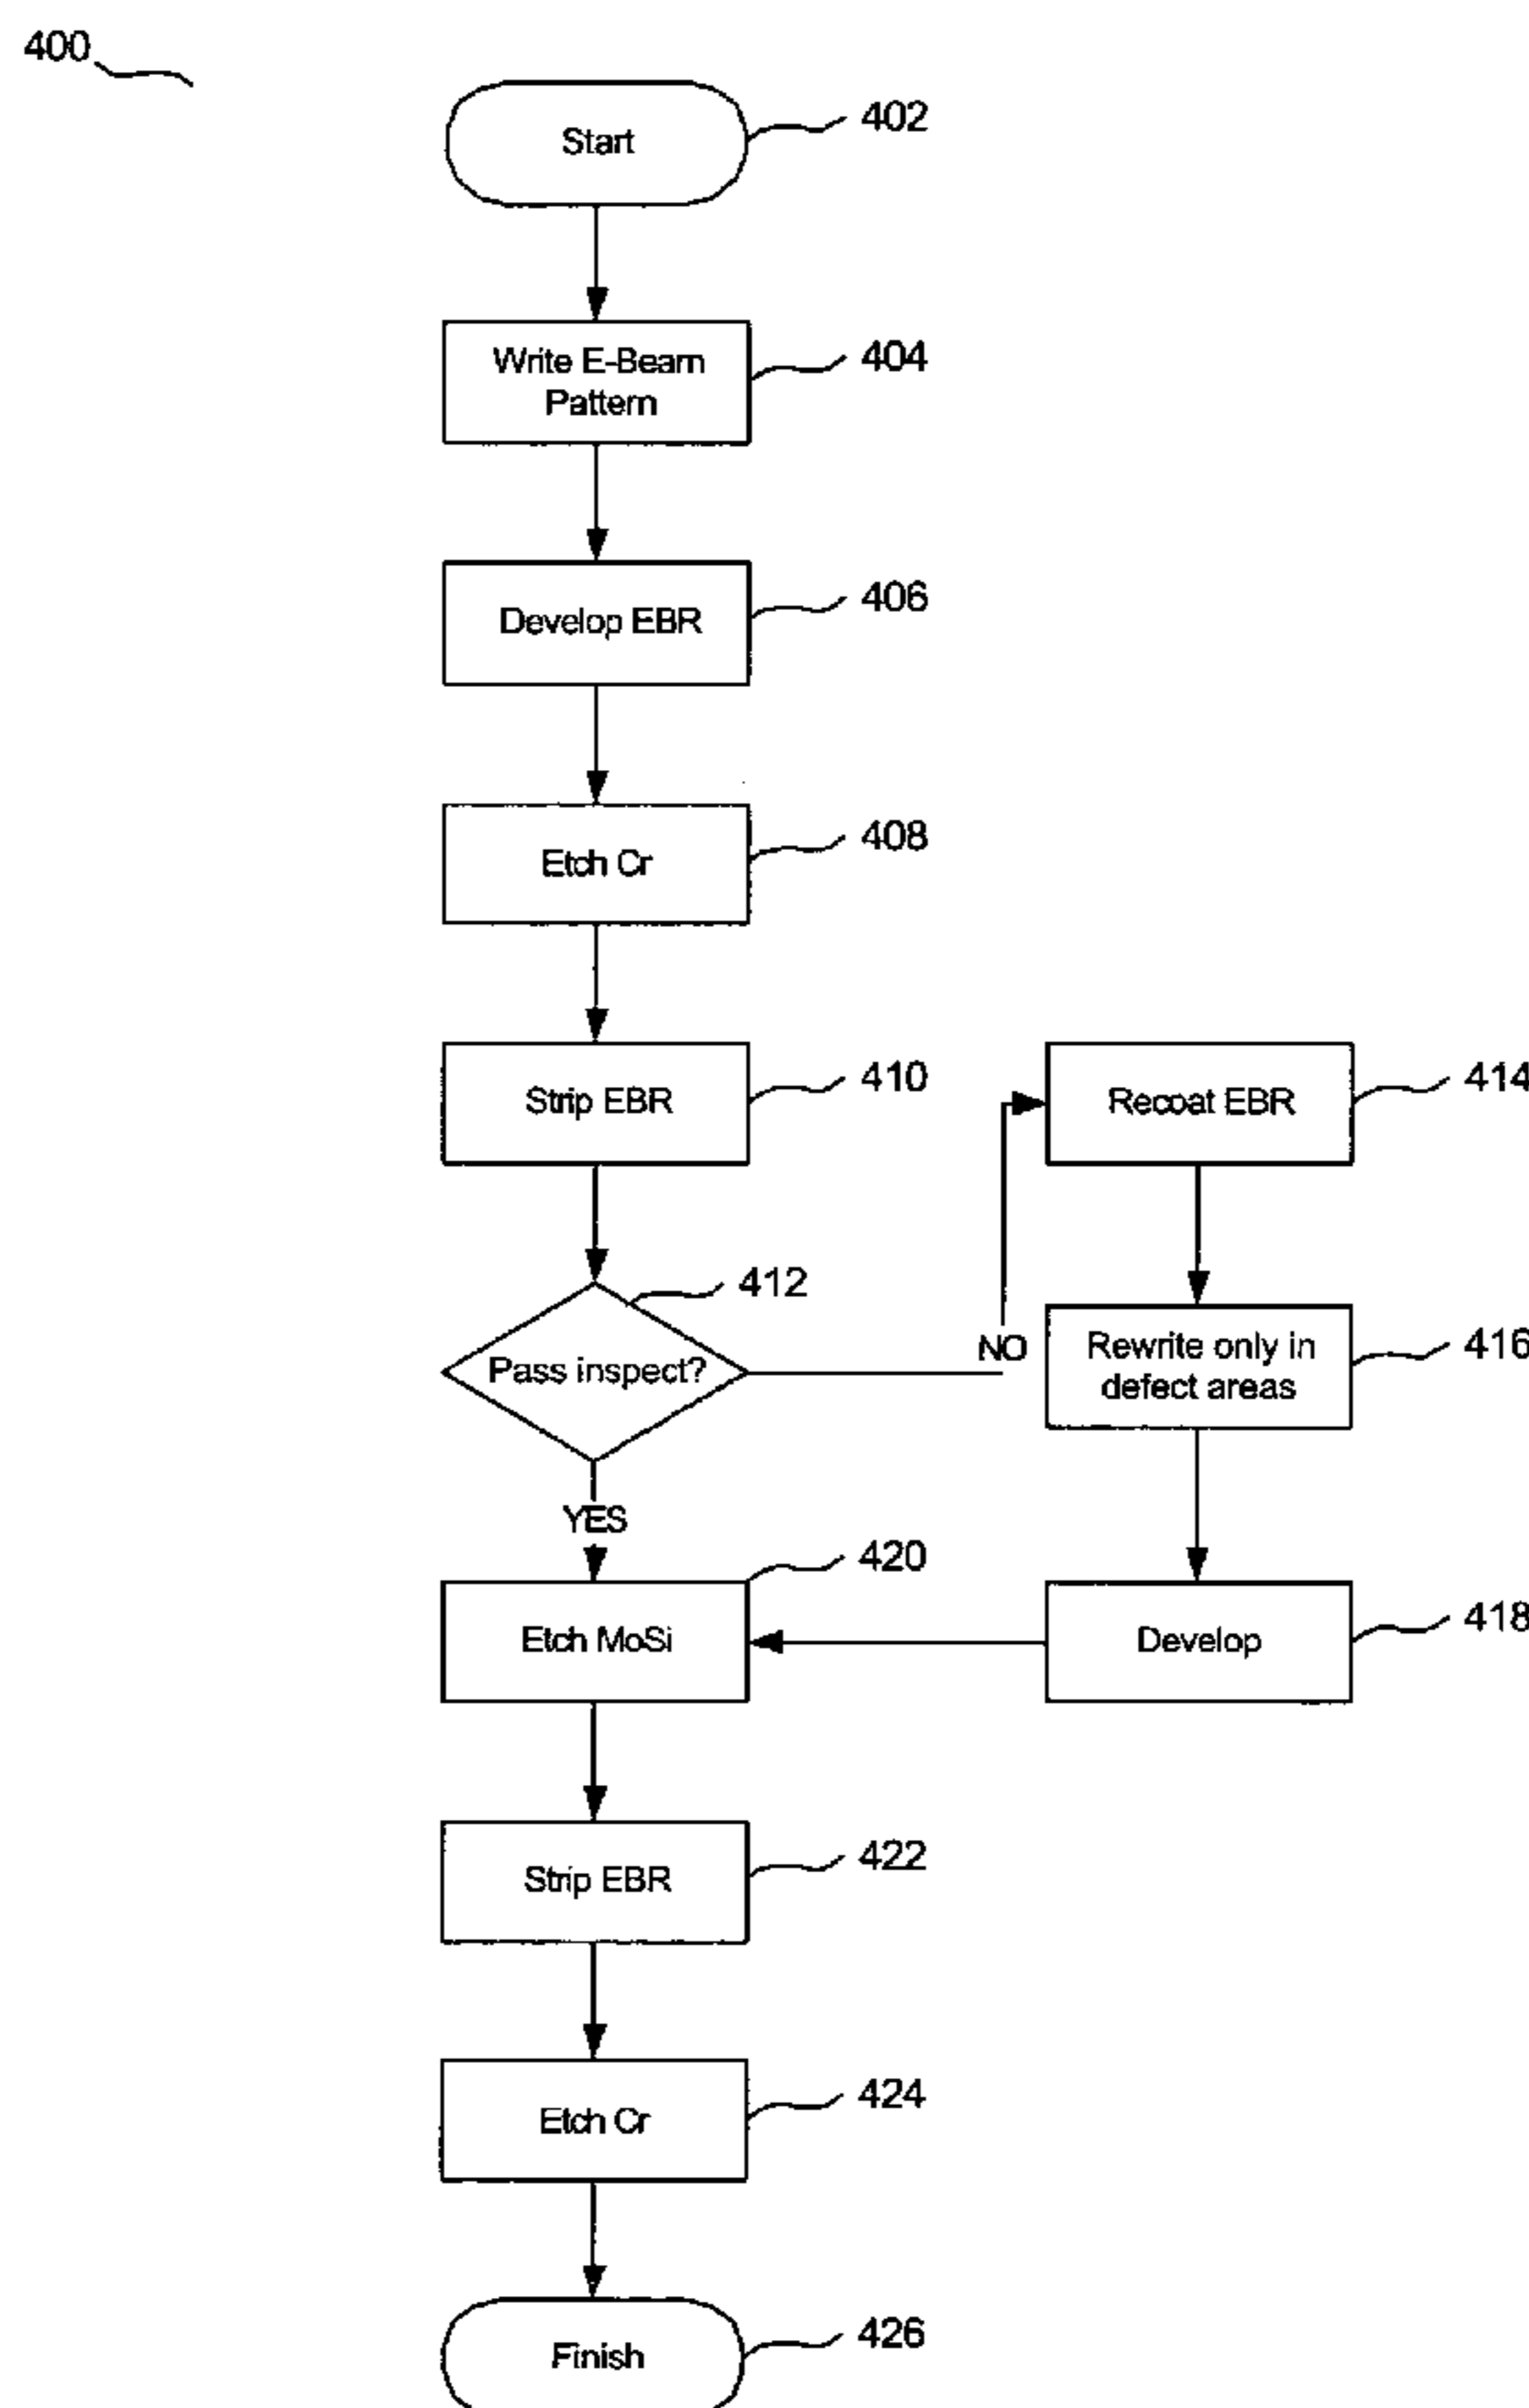 400
Start
402
Write E-Beam
Pattern
404
Develop EBR
406
Etch Cr
408
Strip EBR
410
Recoat EBR
414
412
Pass inspect?
NO
Rewrite only in
defect areas
416
YES
420
Etch MoSi
Develop
418
Strip EBR
422
Etch Cr
424
Finish
426